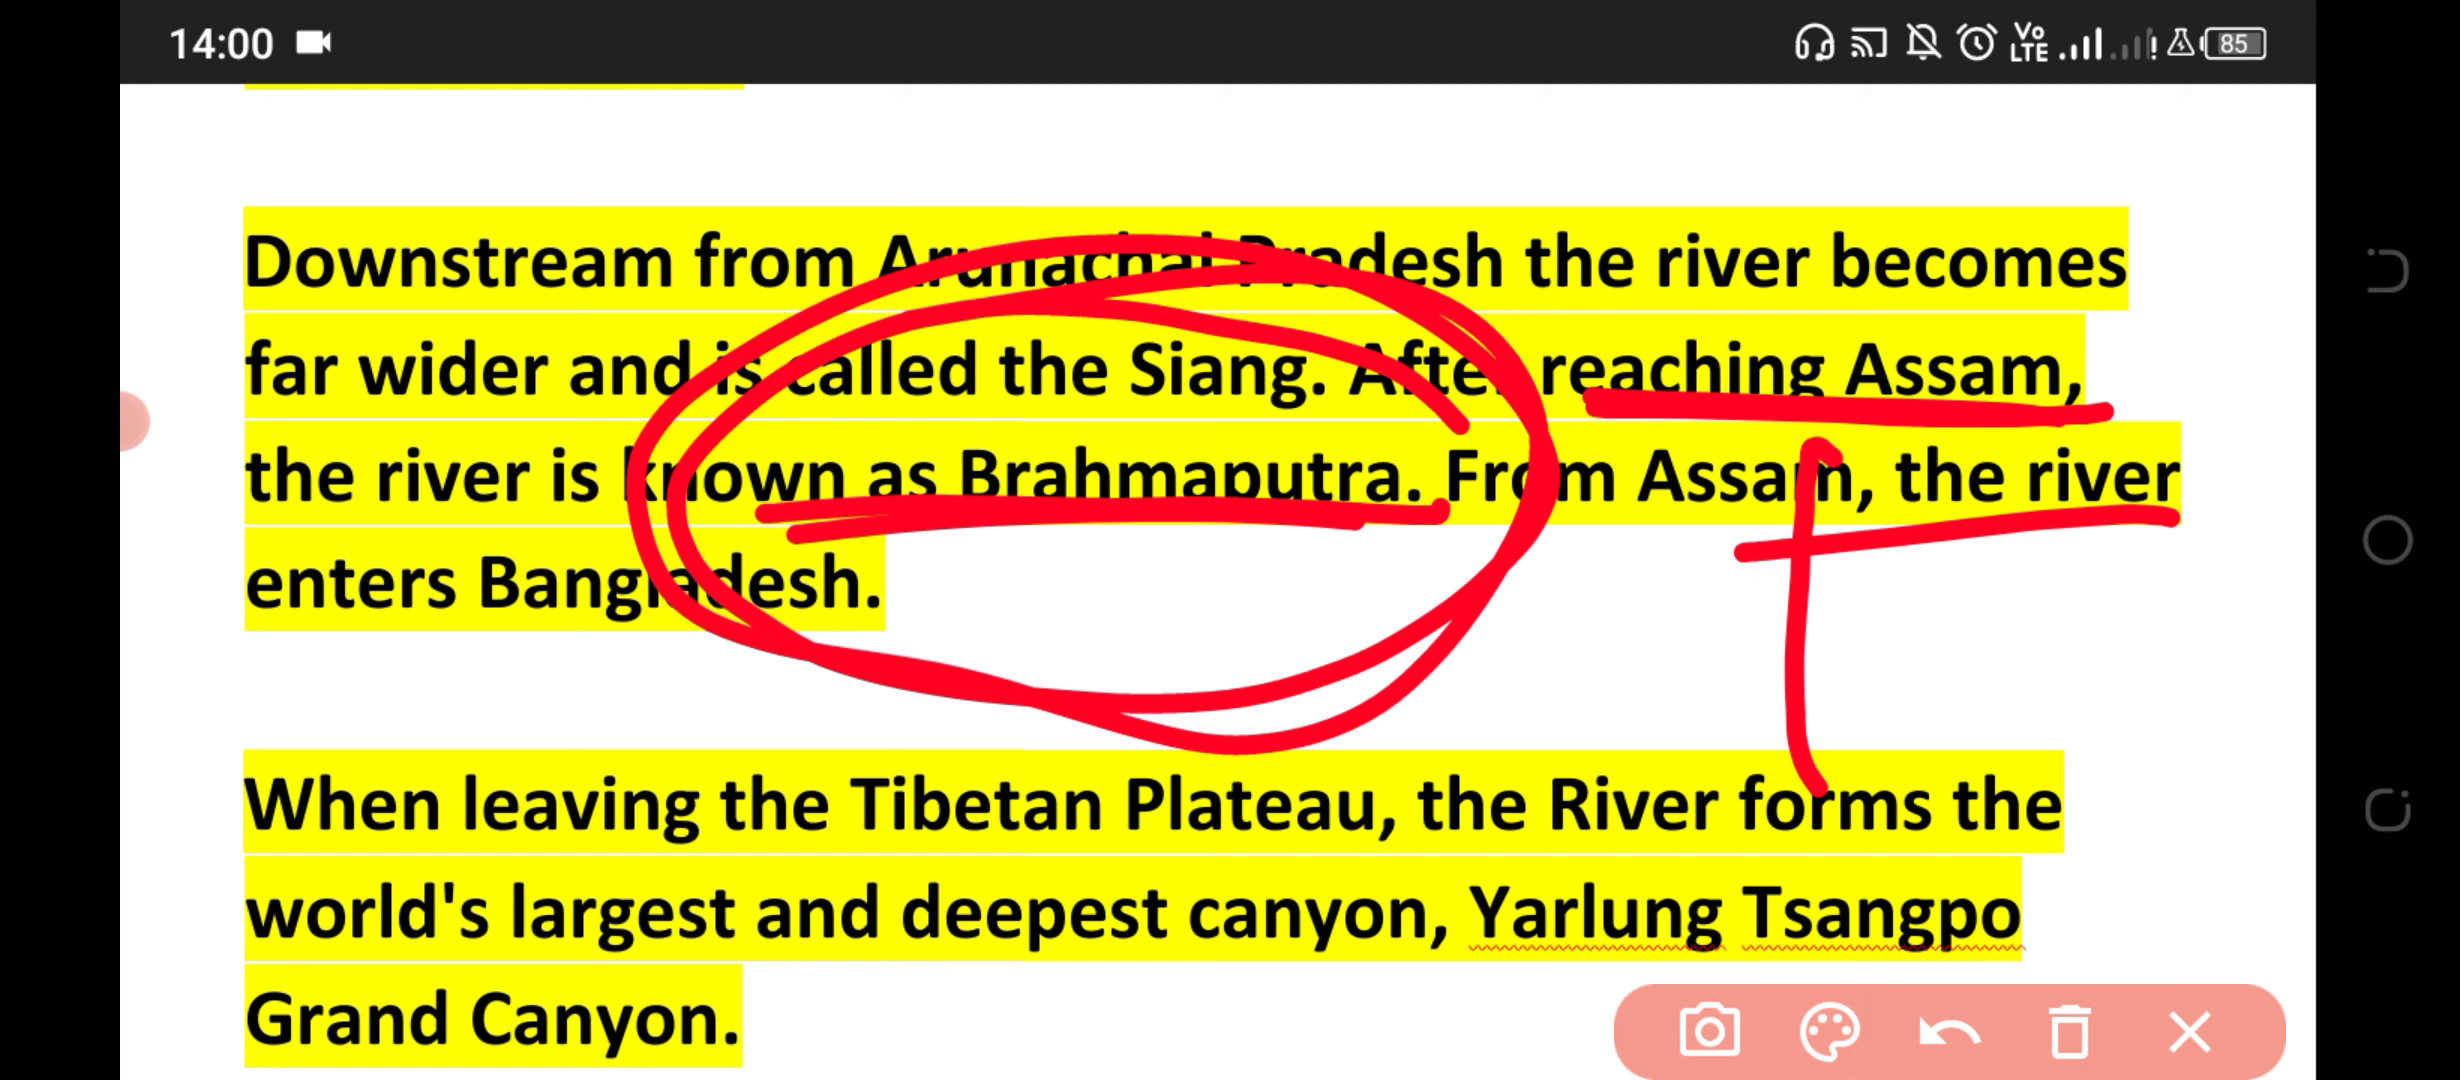 14:00 Vo LTE 85
Downstream from Arunachal Pradesh the river becomes
far wider and is called the Siang. After reaching Assam,
the river is known as Brahmaputra. From Assam, the river
enters Bangladesh.
When leaving the Tibetan Plateau, the River forms the
world's largest and deepest canyon, Yarlung Tsangpo
Grand Canyon.